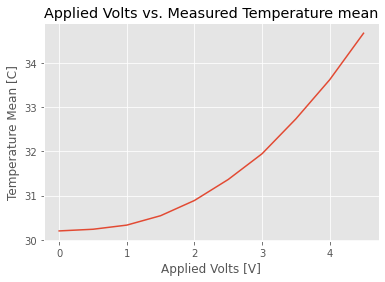 Applied Volts vs. Measured Temperature mean
Temperature Mean [C]
34
33
32
31
30
0 1 2 3 4
Applied Volts [V]